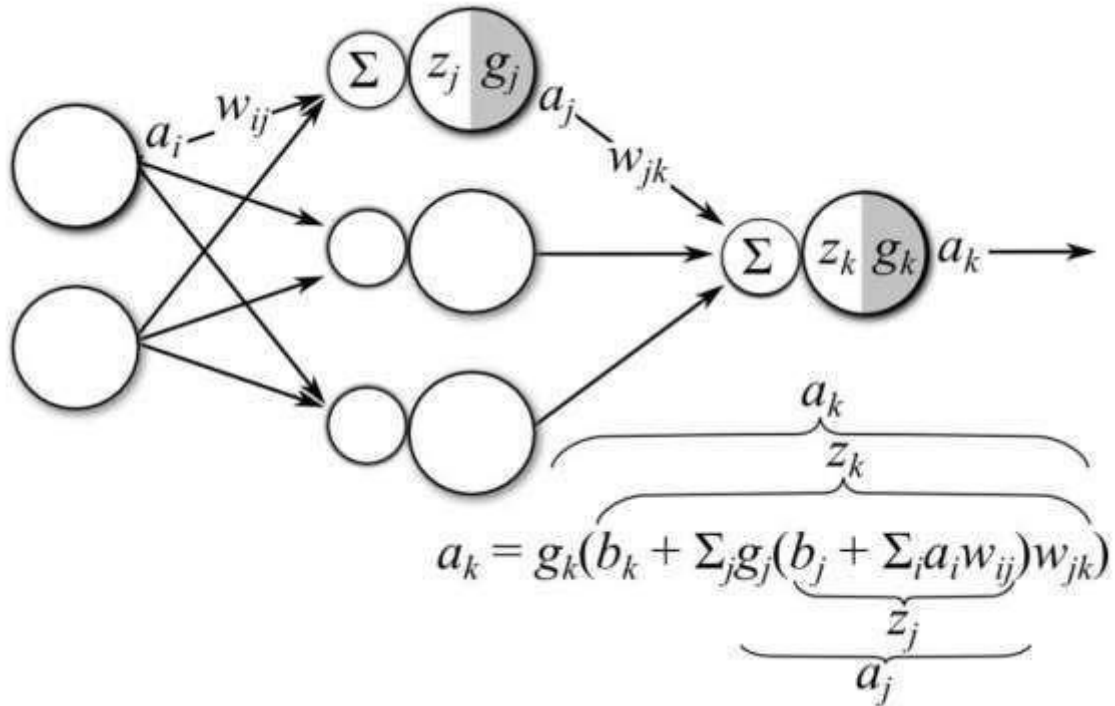 Σ z_j g_j
a_i w_ij
a_j
w_jk
Σ z_k g_k a_k
a_k
z_k
a_k = g_k(b_k + Σ_j g_j(b_j + Σ_i a_i w_ij)w_jk)
z_j
a_j